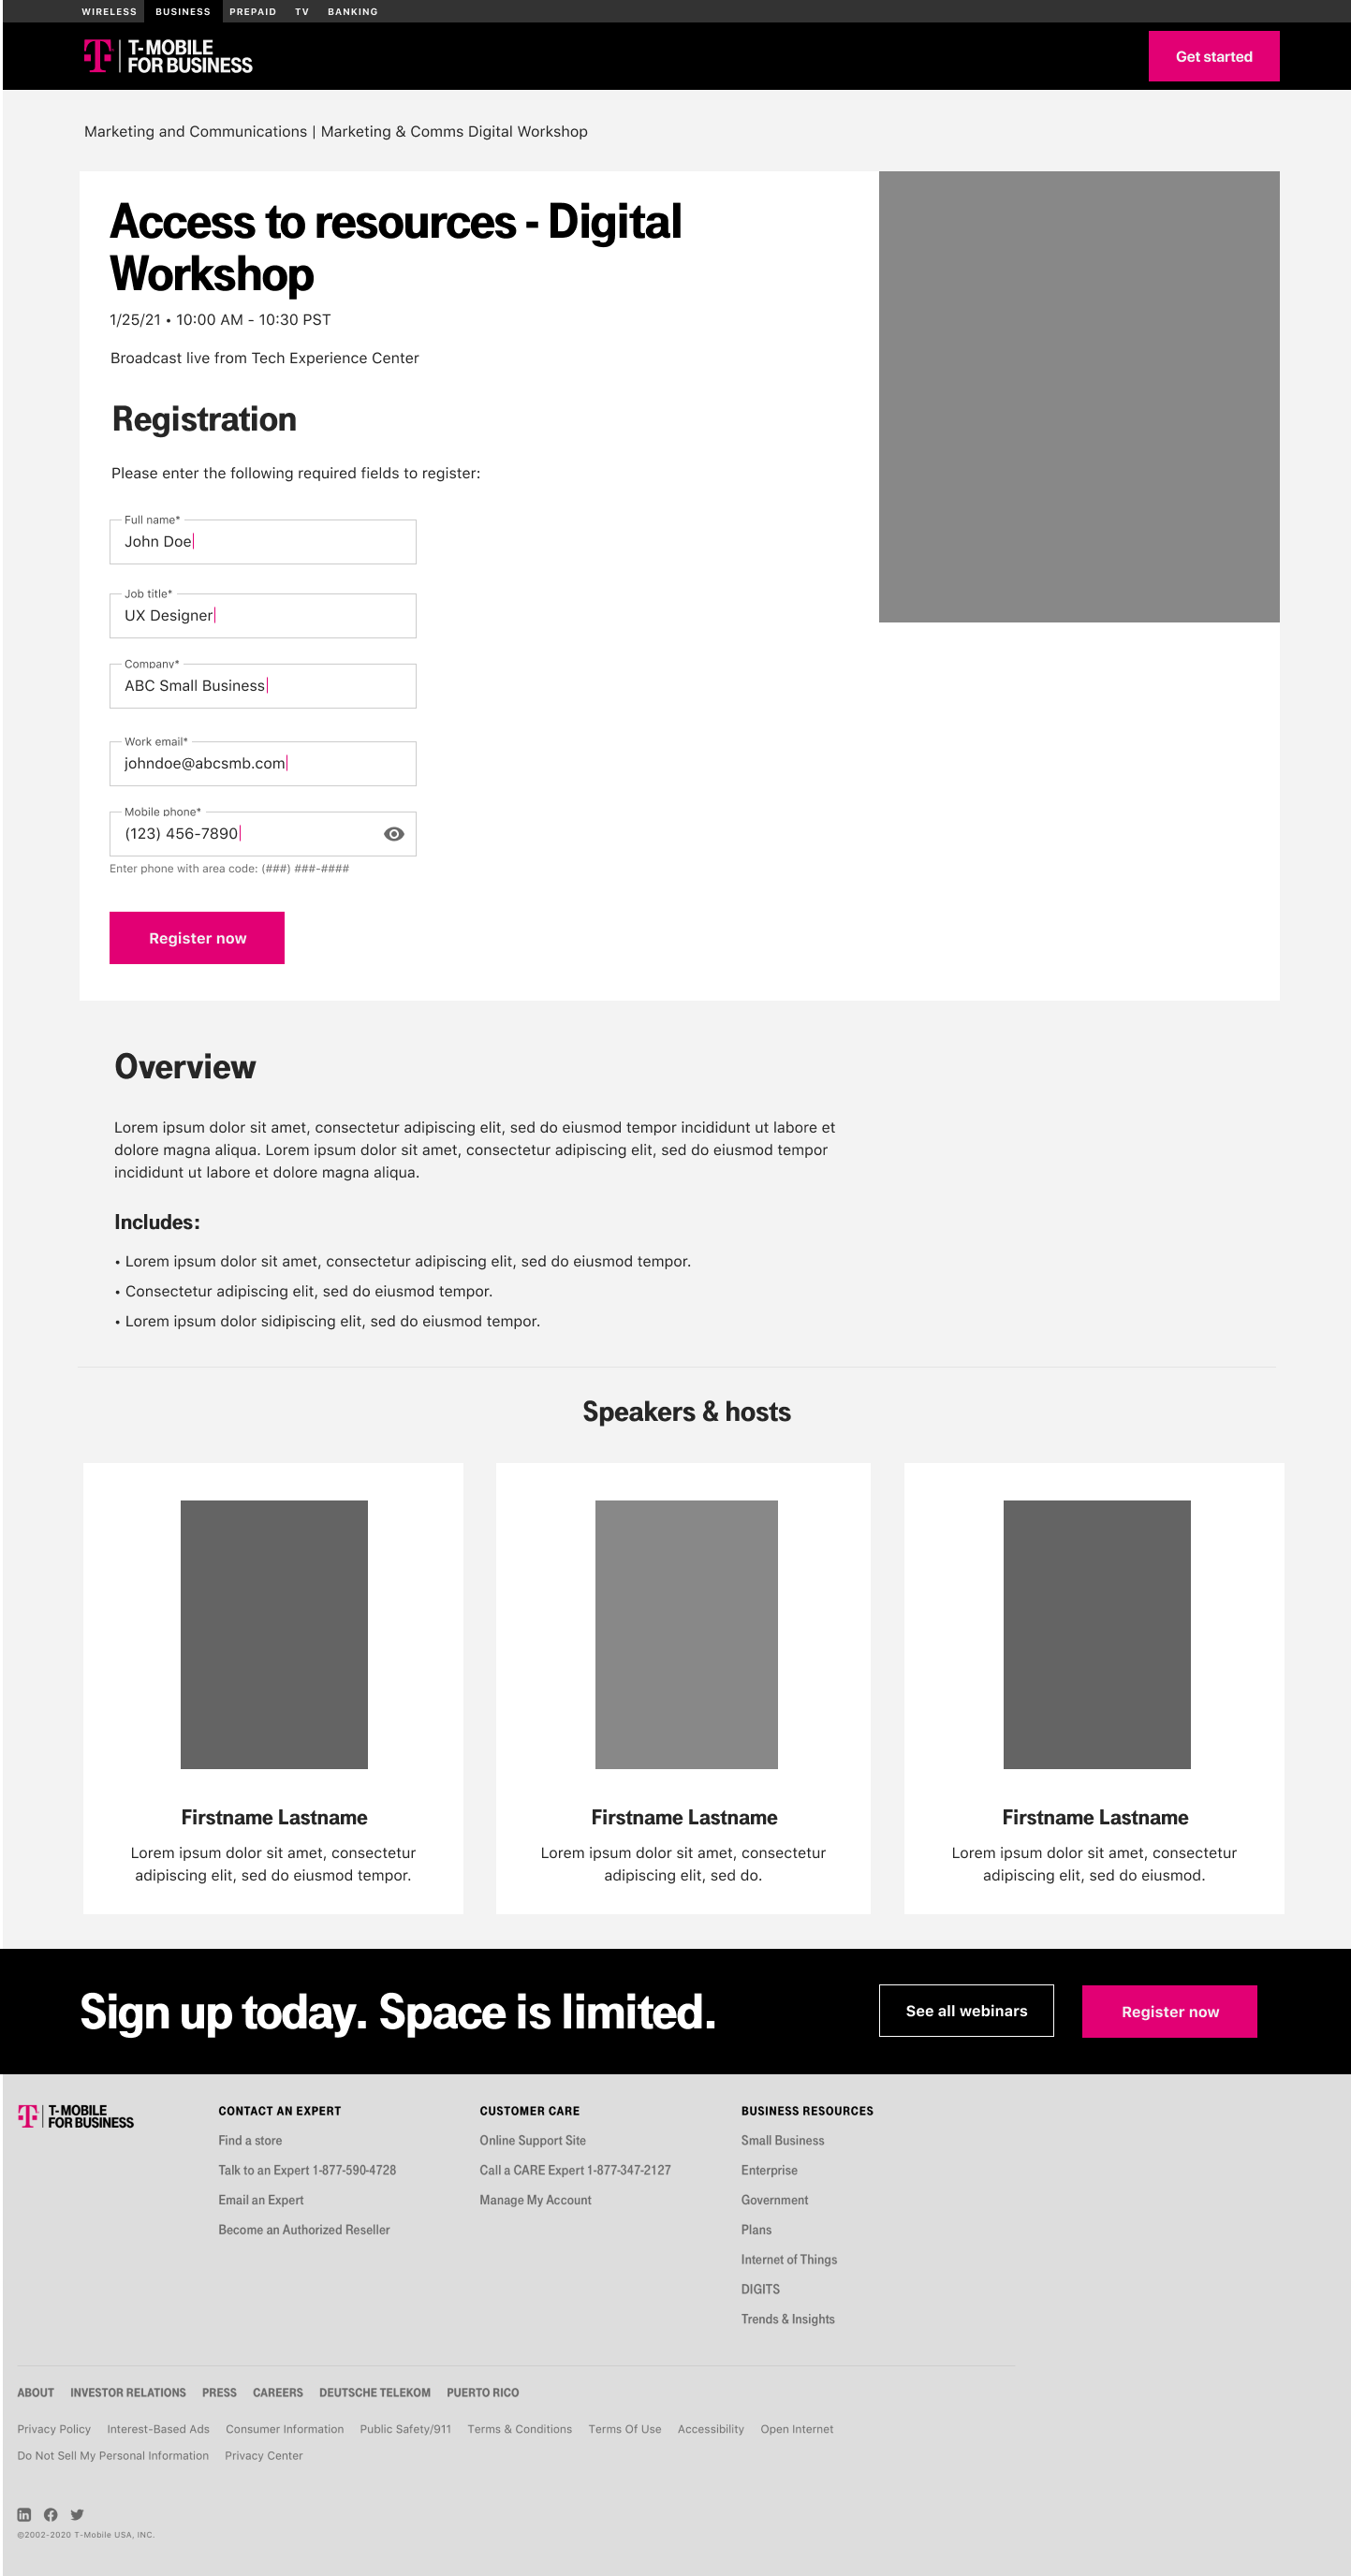 WIRELESS BUSINESS PREPAID TV BANKING
T-MOBILE
FOR BUSINESS
Get started
Marketing and Communications | Marketing & Comms Digital Workshop
Access to resources - Digital
Workshop
1/25/21 • 10:00 AM - 10:30 PST
Broadcast live from Tech Experience Center
Registration
Please enter the following required fields to register:
Full name*
John Doe
Job title*
UX Designer
Company*
ABC Small Business
Work email*
johndoe@abcsmb.com
Mobile phone*
(123) 456-7890
Enter phone with area code: (###) ###-####
Register now
Overview
Lorem ipsum dolor sit amet, consectetur adipiscing elit, sed do eiusmod tempor incididunt ut labore et
dolore magna aliqua. Lorem ipsum dolor sit amet, consectetur adipiscing elit, sed do eiusmod tempor
incididunt ut labore et dolore magna aliqua.
Includes:
• Lorem ipsum dolor sit amet, consectetur adipiscing elit, sed do eiusmod tempor.
• Consectetur adipiscing elit, sed do eiusmod tempor.
• Lorem ipsum dolor sidipiscing elit, sed do eiusmod tempor.
Speakers & hosts
Firstname Lastname
Lorem ipsum dolor sit amet, consectetur
adipiscing elit, sed do eiusmod tempor.
Firstname Lastname
Lorem ipsum dolor sit amet, consectetur
adipiscing elit, sed do.
Firstname Lastname
Lorem ipsum dolor sit amet, consectetur
adipiscing elit, sed do eiusmod.
Sign up today. Space is limited.
See all webinars
Register now
T-MOBILE
FOR BUSINESS
CONTACT AN EXPERT
Find a store
Talk to an Expert 1-877-590-4728
Email an Expert
Become an Authorized Reseller
CUSTOMER CARE
Online Support Site
Call a CARE Expert 1-877-347-2127
Manage My Account
BUSINESS RESOURCES
Small Business
Enterprise
Government
Plans
Internet of Things
DIGITS
Trends & Insights
ABOUT INVESTOR RELATIONS PRESS CAREERS DEUTSCHE TELEKOM PUERTO RICO
Privacy Policy Interest-Based Ads Consumer Information Public Safety/911 Terms & Conditions Terms Of Use Accessibility Open Internet
Do Not Sell My Personal Information Privacy Center
©2002-2020 T-Mobile USA, INC.